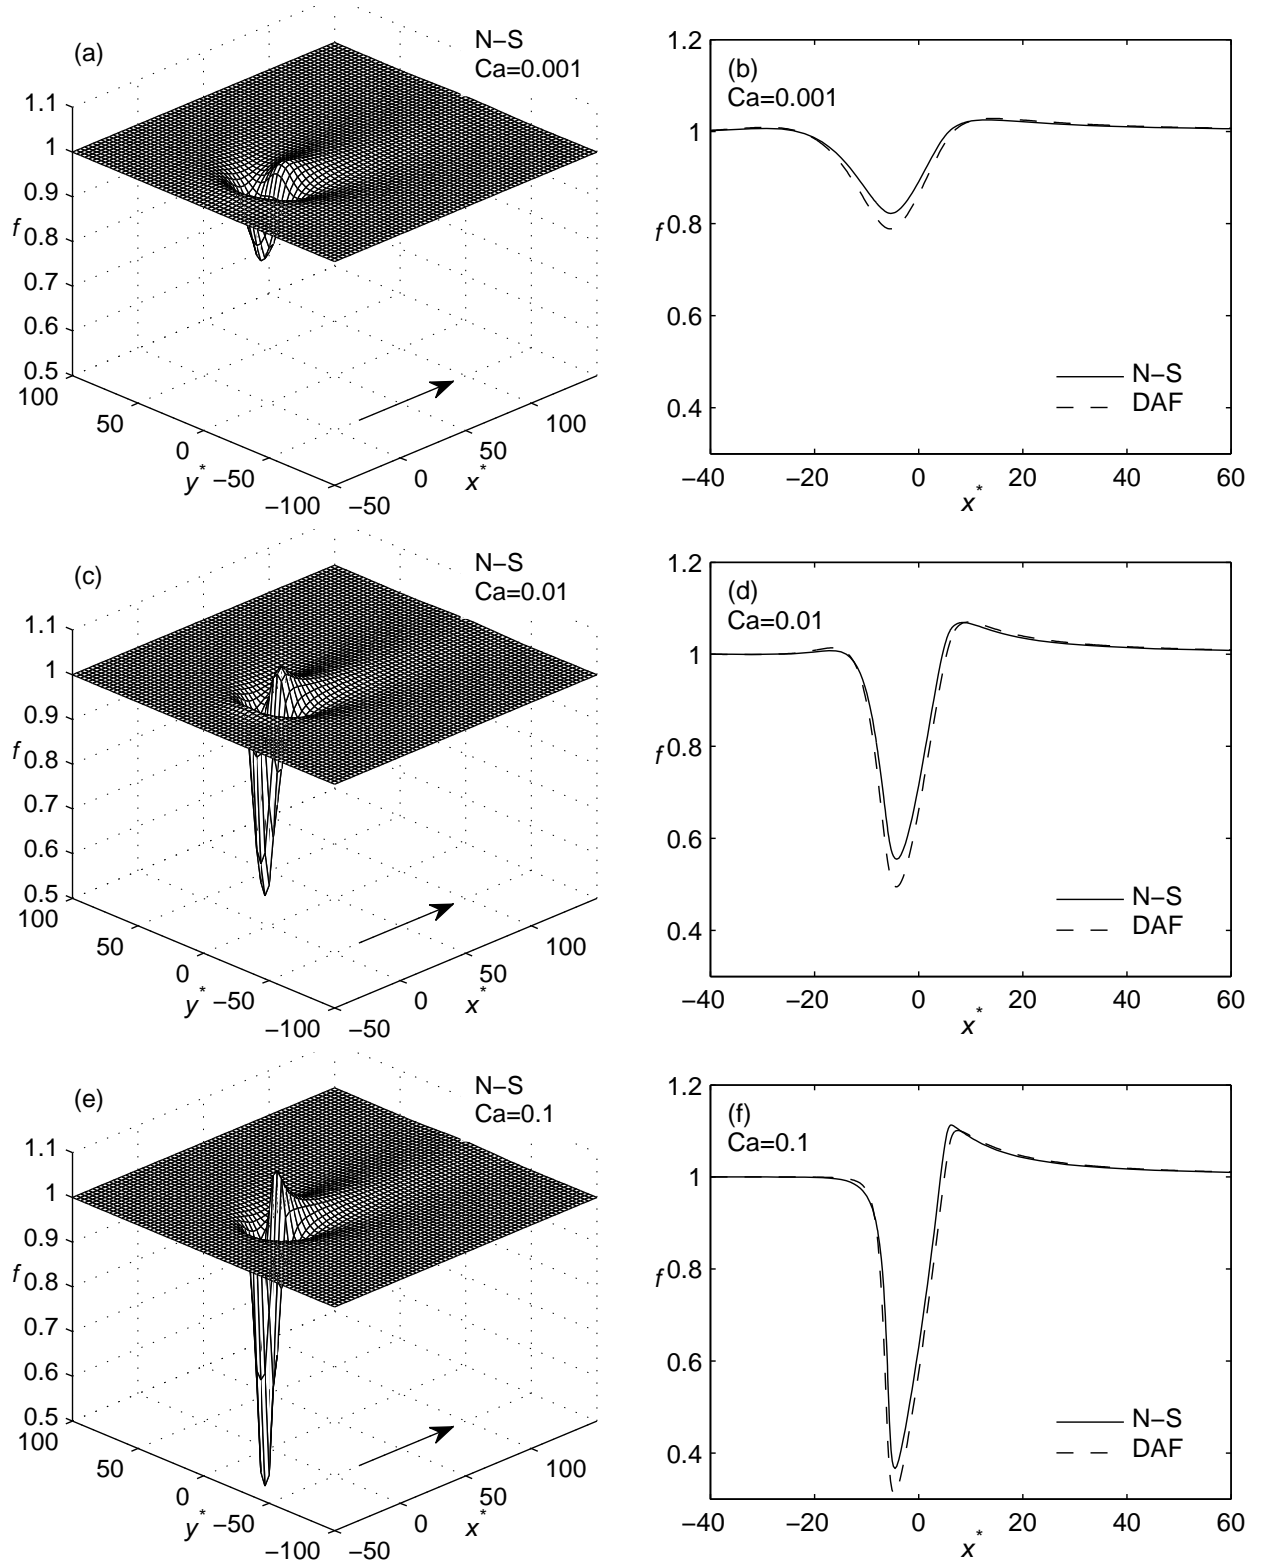 (a)
N−S
Ca=0.001
1.1
1
0.9
f
0.8
0.7
0.6
0.5
100
50
0
y*
−50
−100
−50
0
x*
50
100
(b)
Ca=0.001
1.2
1
0.8
f
0.6
0.4
−40
−20
0
20
40
60
x*
N−S
DAF
(c)
N−S
Ca=0.01
1.1
1
0.9
f
0.8
0.7
0.6
0.5
100
50
0
y*
−50
−100
−50
0
x*
50
100
(d)
Ca=0.01
1.2
1
0.8
f
0.6
0.4
−40
−20
0
20
40
60
x*
N−S
DAF
(e)
N−S
Ca=0.1
1.1
1
0.9
f
0.8
0.7
0.6
0.5
100
50
0
y*
−50
−100
−50
0
x*
50
100
(f)
Ca=0.1
1.2
1
0.8
f
0.6
0.4
−40
−20
0
20
40
60
x*
N−S
DAF